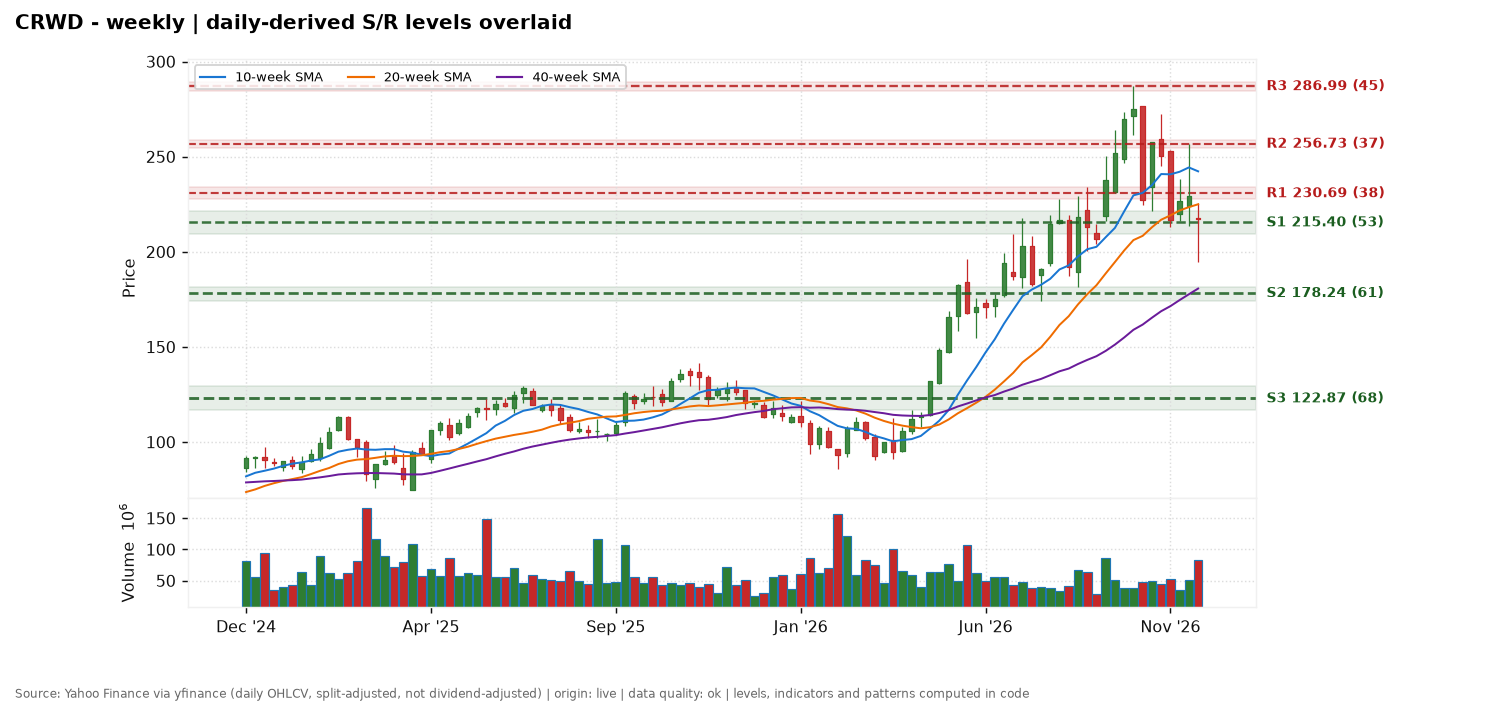 CRWD - weekly | daily-derived S/R levels overlaid
10-week SMA 20-week SMA 40-week SMA
300
250
200
150
100
Price
R3 286.99 (45)
R2 256.73 (37)
R1 230.69 (38)
S1 215.40 (53)
S2 178.24 (61)
S3 122.87 (68)
150
100
50
Volume 10⁶
Dec '24 Apr '25 Sep '25 Jan '26 Jun '26 Nov '26
Source: Yahoo Finance via yfinance (daily OHLCV, split-adjusted, not dividend-adjusted) | origin: live | data quality: ok | levels, indicators and patterns computed in code